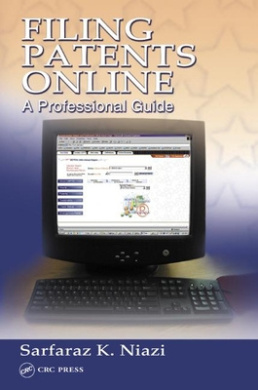 FILING
PATENTS
ONLINE
A Professional Guide
Sarfaraz K. Niazi
CRC PRESS